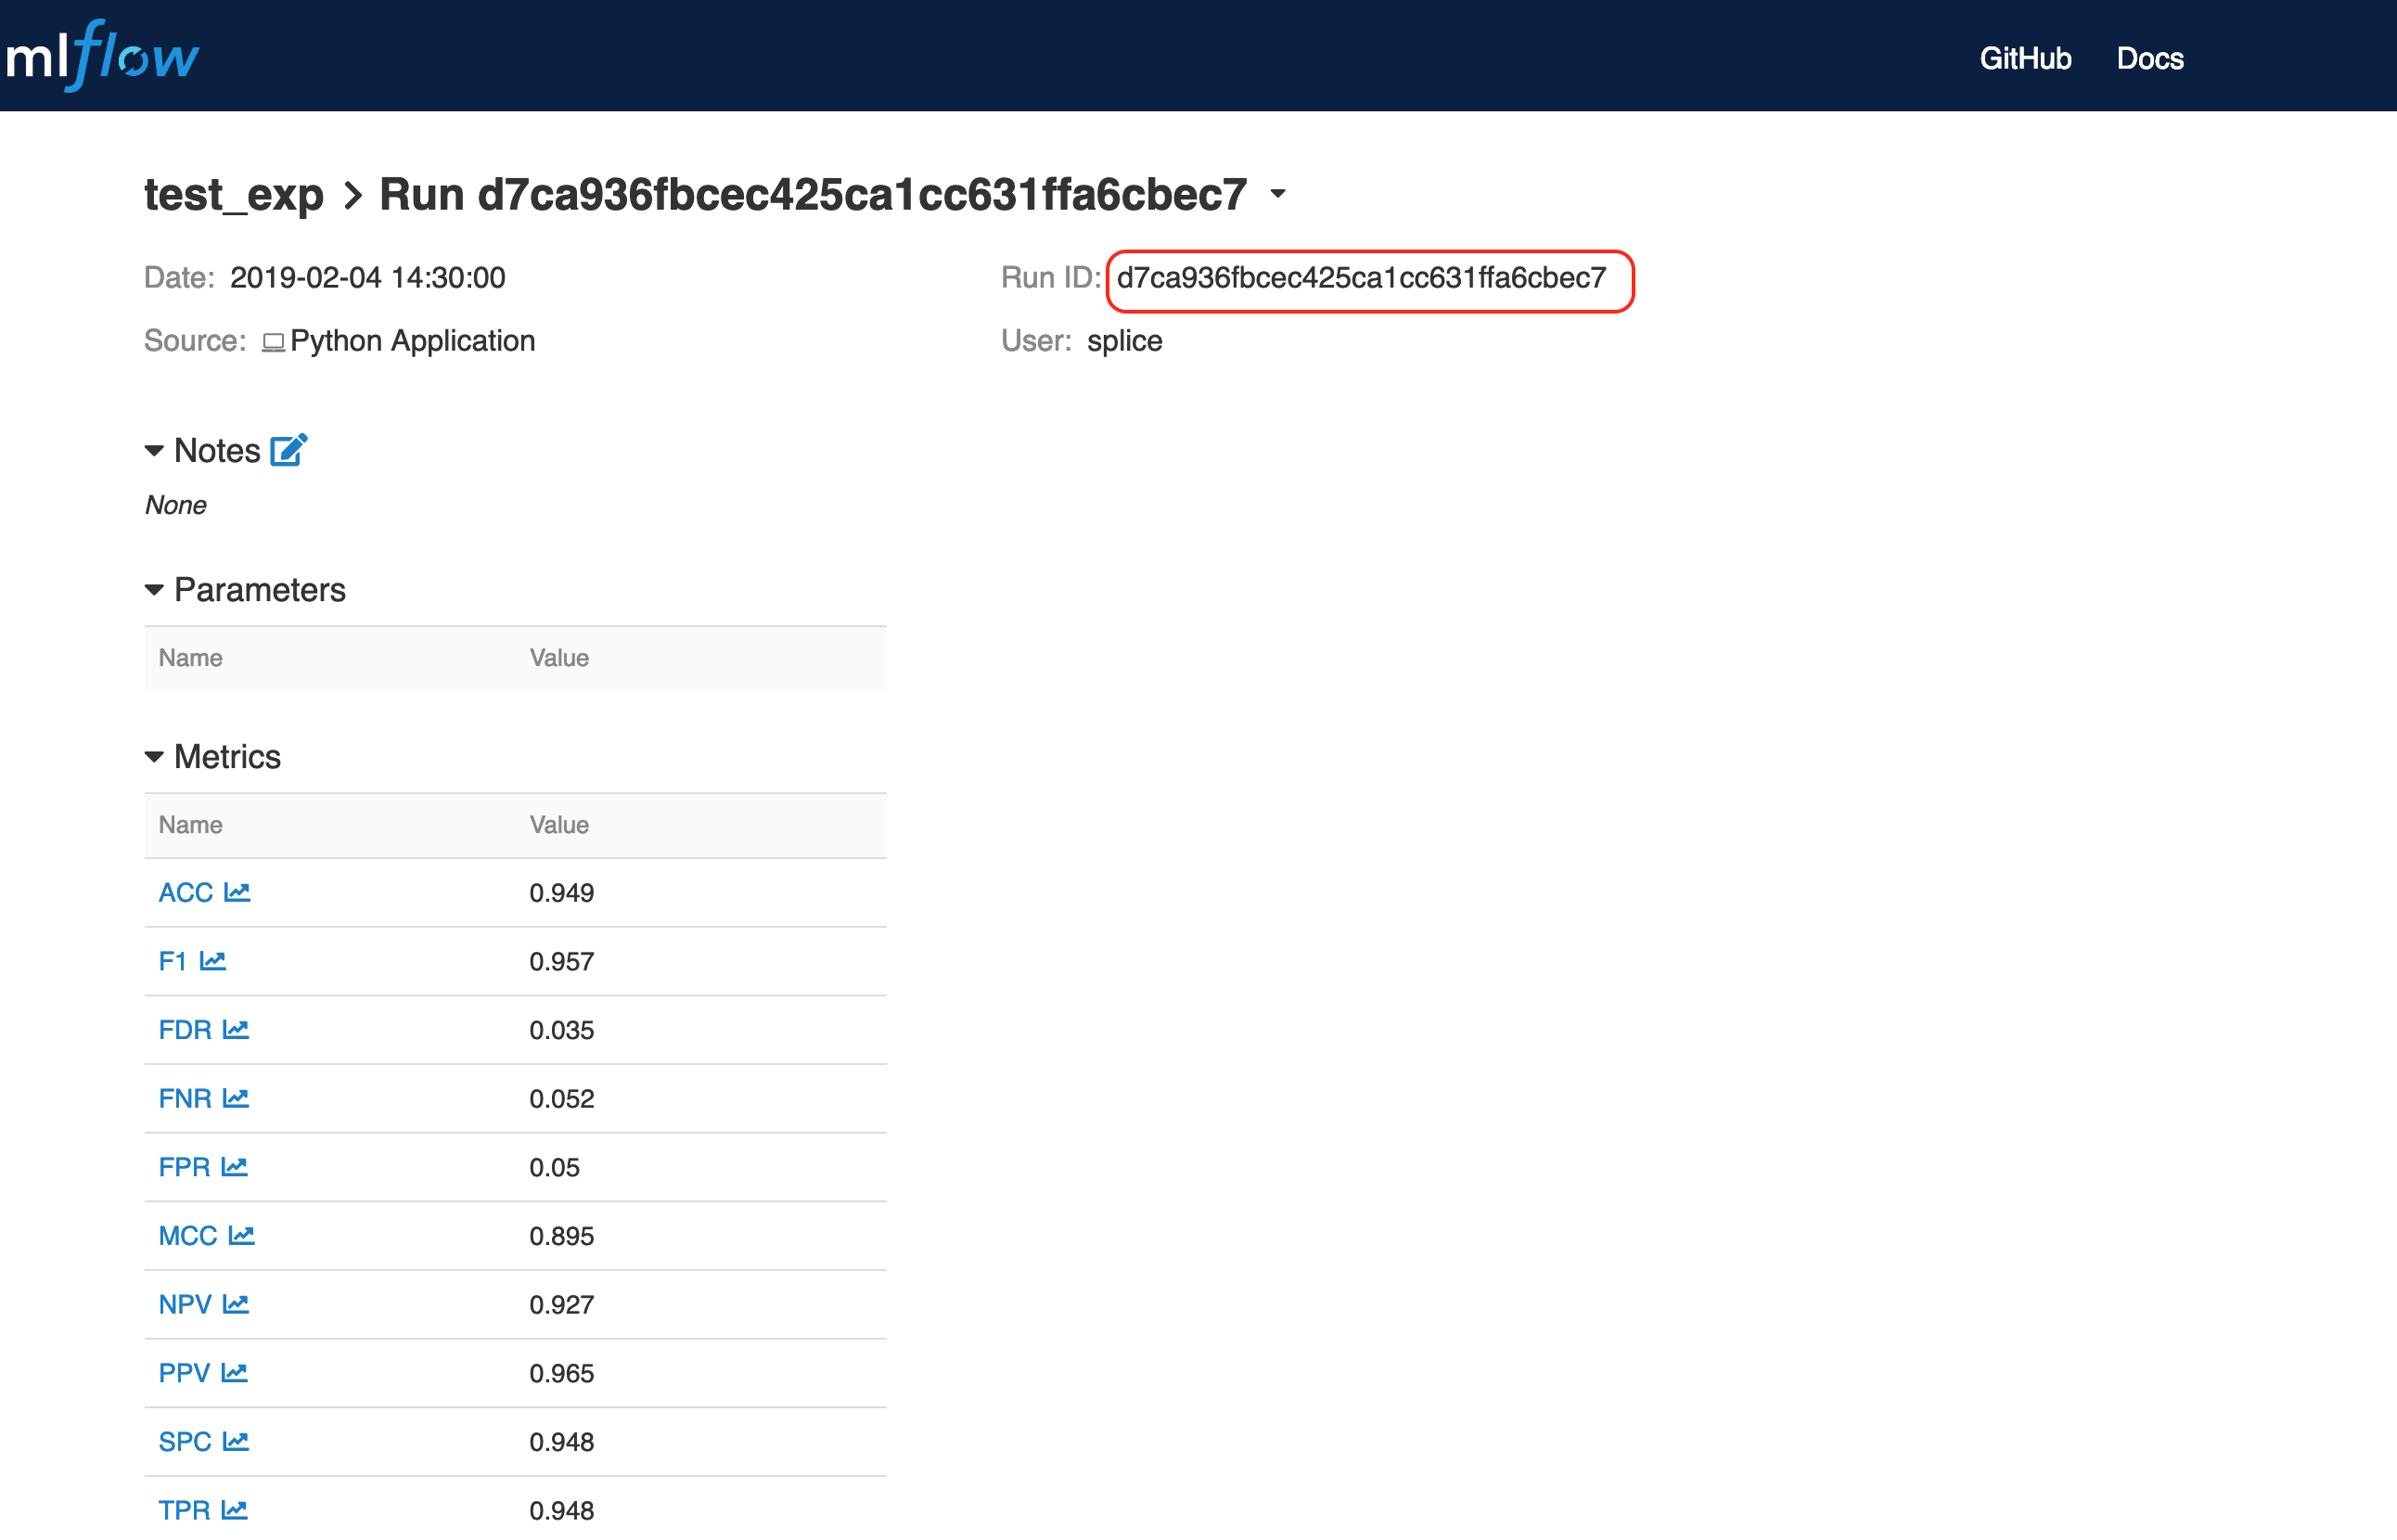 mlflow GitHub Docs
test_exp > Run d7ca936fbcec425ca1cc631ffa6cbec7
Date: 2019-02-04 14:30:00 Run ID: d7ca936fbcec425ca1cc631ffa6cbec7
Source: Python Application User: splice
Notes
None
Parameters
Name Value
Metrics
Name Value
ACC 0.949
F1 0.957
FDR 0.035
FNR 0.052
FPR 0.05
MCC 0.895
NPV 0.927
PPV 0.965
SPC 0.948
TPR 0.948